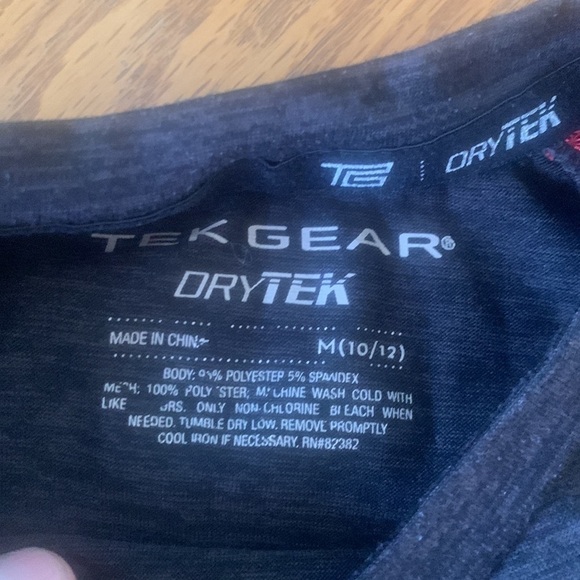 TG DRYTEK
TEK GEAR®
DRYTEK
MADE IN CHINA M(10/12)
BODY: 95% POLYESTER 5% SPANDEX
MESH: 100% POLYESTER; MACHINE WASH COLD WITH
LIKE ONLY NON-CHLORINE BLEACH WHEN
NEEDED. TUMBLE DRY LOW. REMOVE PROMPTLY
COOL IRON IF NECESSARY. RN#82382